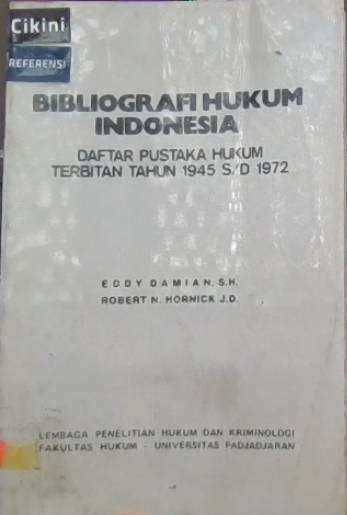 Cikini
REFERENSI
BIBLIOGRAFI HUKUM
INDONESIA
DAFTAR PUSTAKA HUKUM
TERBITAN TAHUN 1945 S/D 1972
EDDY DAMIAN, S.H.
ROBERT N. HORNICK J.D.
LEMBAGA PENELITIAN HUKUM DAN KRIMINOLOGI
FAKULTAS HUKUM - UNIVERSITAS PADJADJARAN